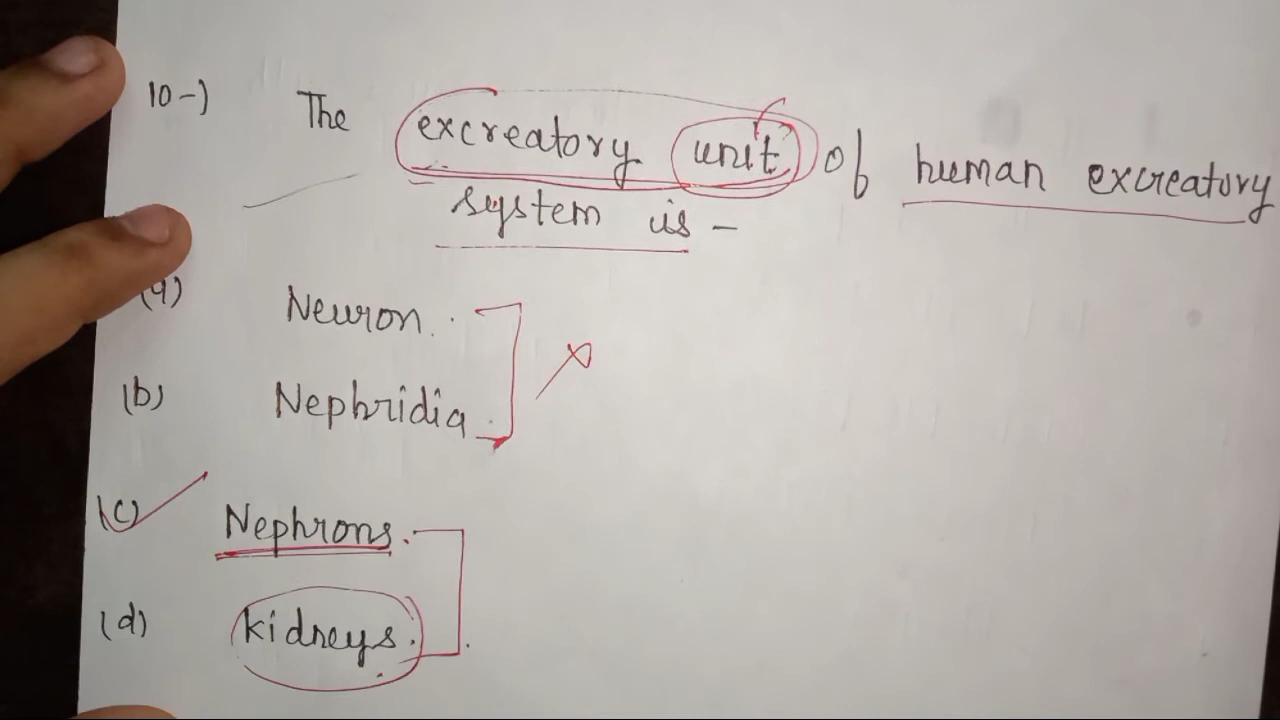 10-) The excreatory unit of human excreatory
system is -
(a) Neuron.
(b) Nephridia.
(c) Nephrons.
(d) kidneys.